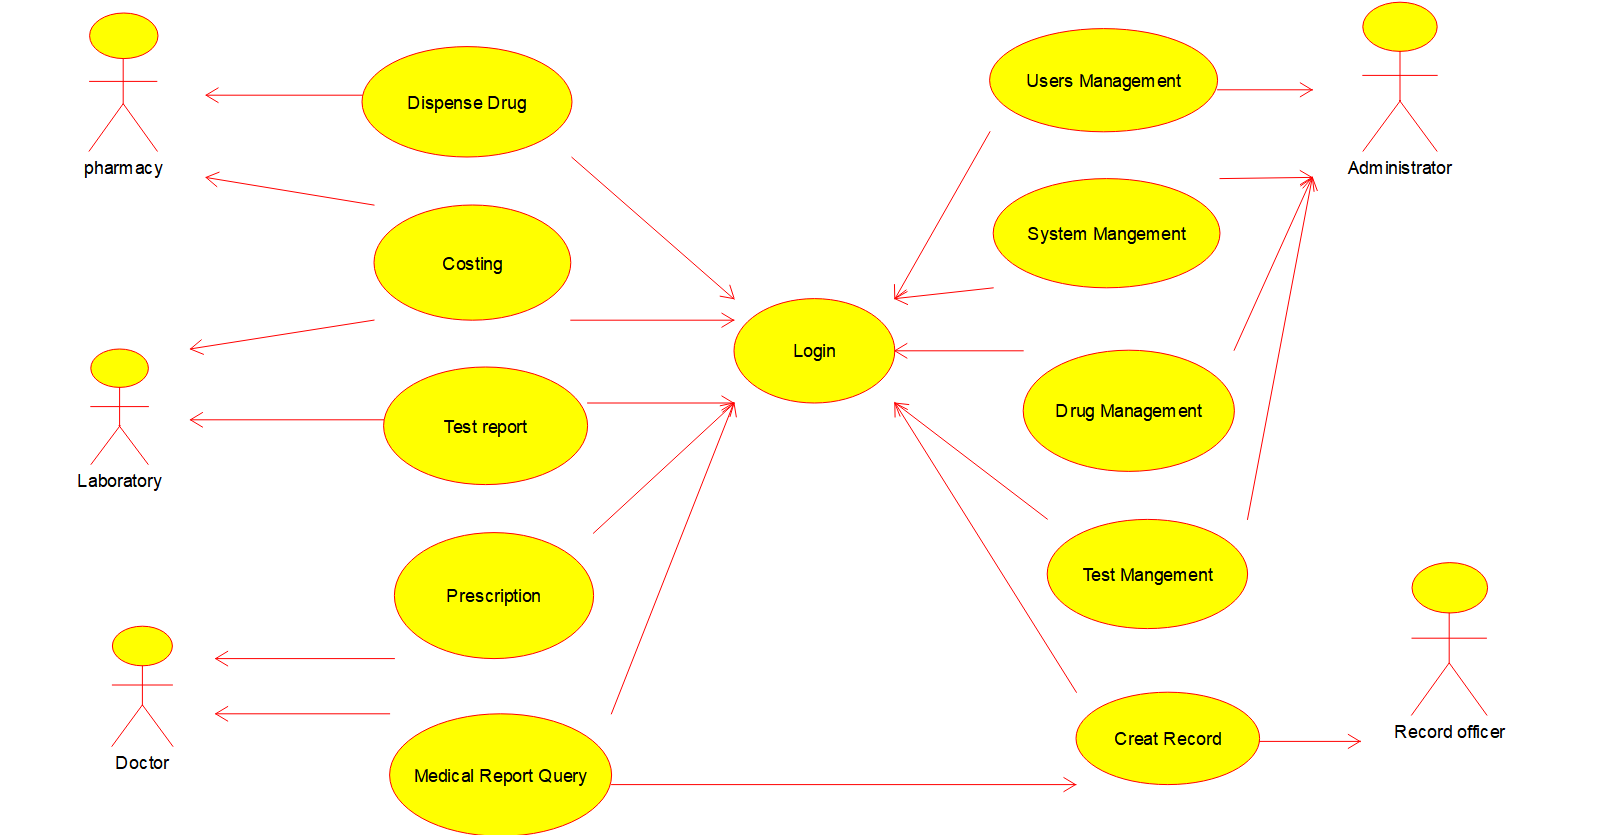 pharmacy
Dispense Drug
Users Management
Administrator
Costing
System Mangement
Login
Laboratory
Test report
Drug Management
Prescription
Test Mangement
Doctor
Medical Report Query
Creat Record
Record officer